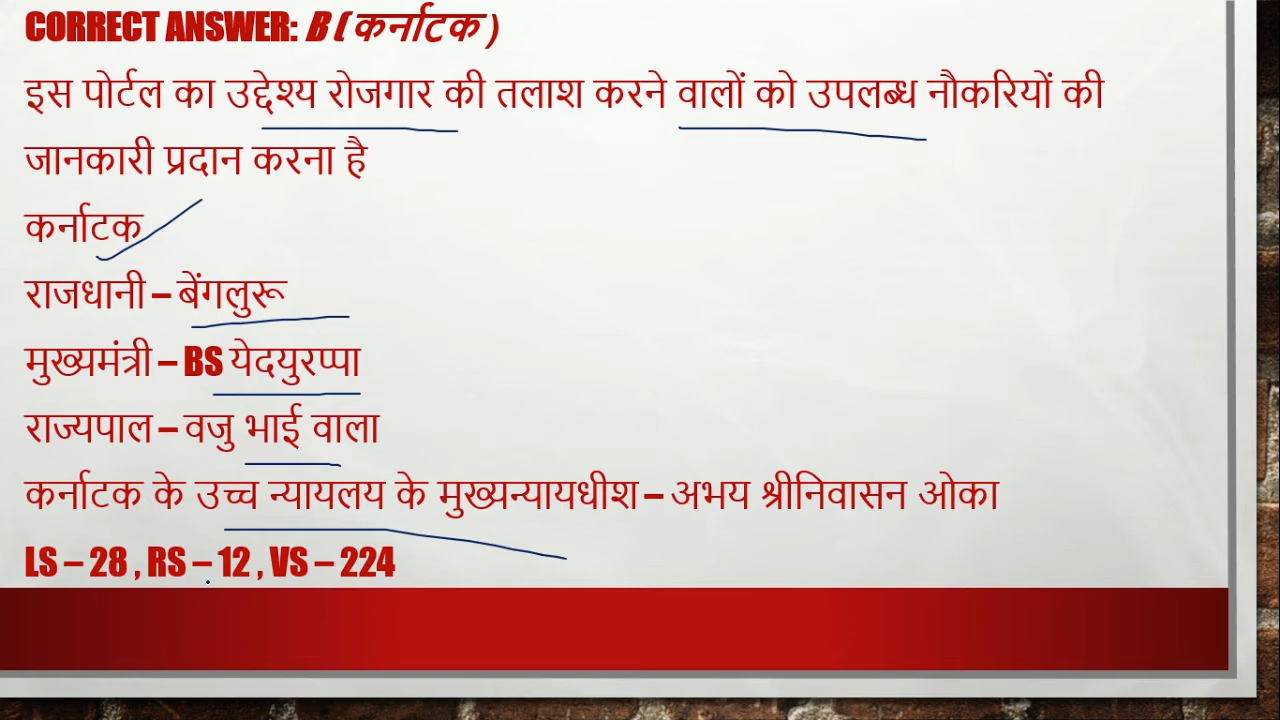 CORRECT ANSWER: B ( कर्नाटक )
इस पोर्टल का उद्देश्य रोजगार की तलाश करने वालों को उपलब्ध नौकरियों की
जानकारी प्रदान करना है
कर्नाटक
राजधानी – बेंगलुरू
मुख्यमंत्री – BS येदयुरप्पा
राज्यपाल – वजु भाई वाला
कर्नाटक के उच्च न्यायलय के मुख्यन्यायधीश – अभय श्रीनिवासन ओका
LS – 28 , RS – 12 , VS – 224